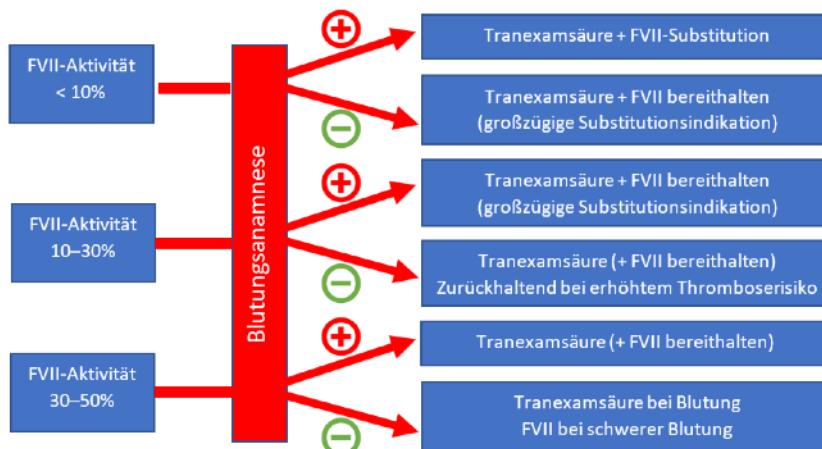 FVII-Aktivität
< 10%
FVII-Aktivität
10–30%
FVII-Aktivität
30–50%
Blutungsanamnese
Tranexamsäure + FVII-Substitution
Tranexamsäure + FVII bereithalten
(großzügige Substitutionsindikation)
Tranexamsäure + FVII bereithalten
(großzügige Substitutionsindikation)
Tranexamsäure (+ FVII bereithalten)
Zurückhaltend bei erhöhtem Thromboserisiko
Tranexamsäure (+ FVII bereithalten)
Tranexamsäure bei Blutung
FVII bei schwerer Blutung